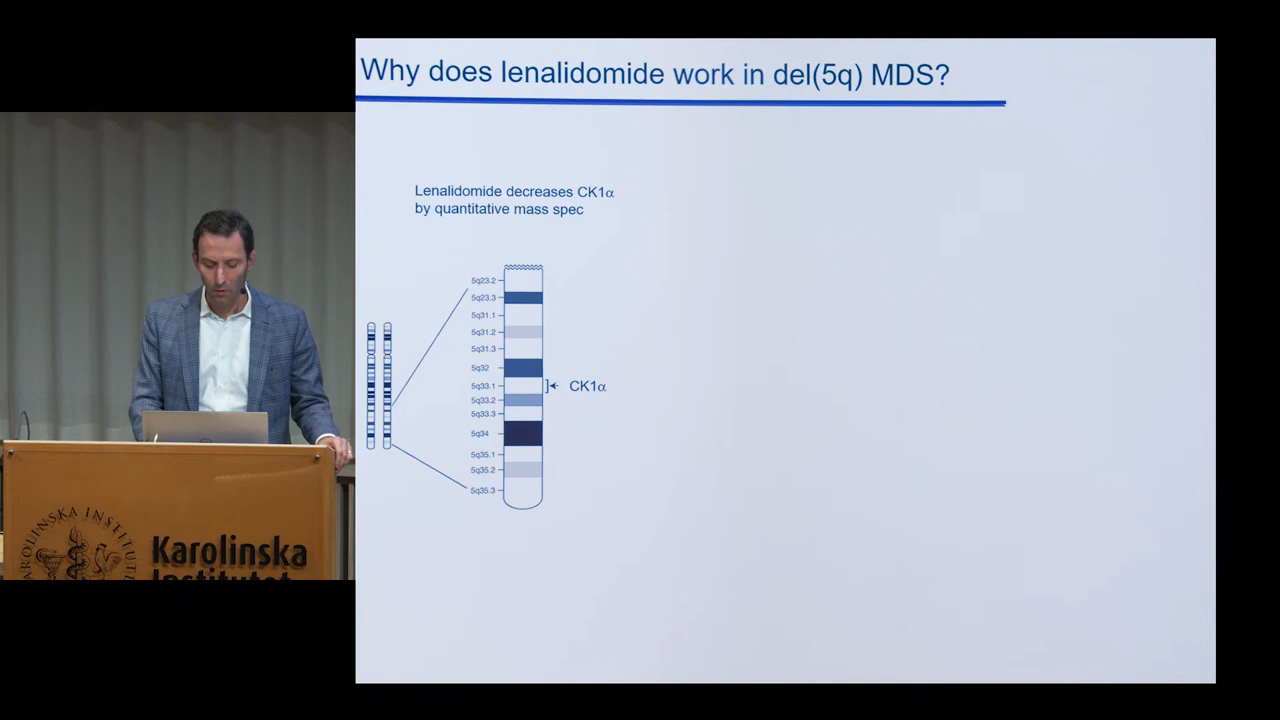 Why does lenalidomide work in del(5q) MDS?
Lenalidomide decreases CK1α
by quantitative mass spec
5q23.2
5q23.3
5q31.1
5q31.2
5q31.3
5q32
5q33.1
CK1α
5q33.2
5q33.3
5q34
5q35.1
5q35.2
5q35.3
KAROLINSKA INSTITUTET
Karolinska
Institutet